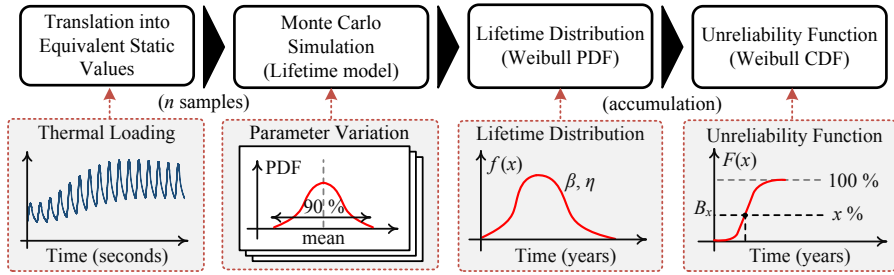 Translation into
Equivalent Static
Values
Monte Carlo
Simulation
(Lifetime model)
Lifetime Distribution
(Weibull PDF)
Unreliability Function
(Weibull CDF)
(n samples)
(accumulation)
Thermal Loading
Time (seconds)
Parameter Variation
PDF
90 %
mean
Lifetime Distribution
f(x)
β, η
Time (years)
Unreliability Function
F(x)
100 %
Bx
x %
Time (years)